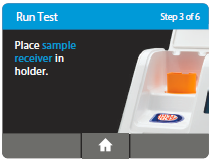 Run Test
Step 3 of 6
Place sample
receiver in
holder.